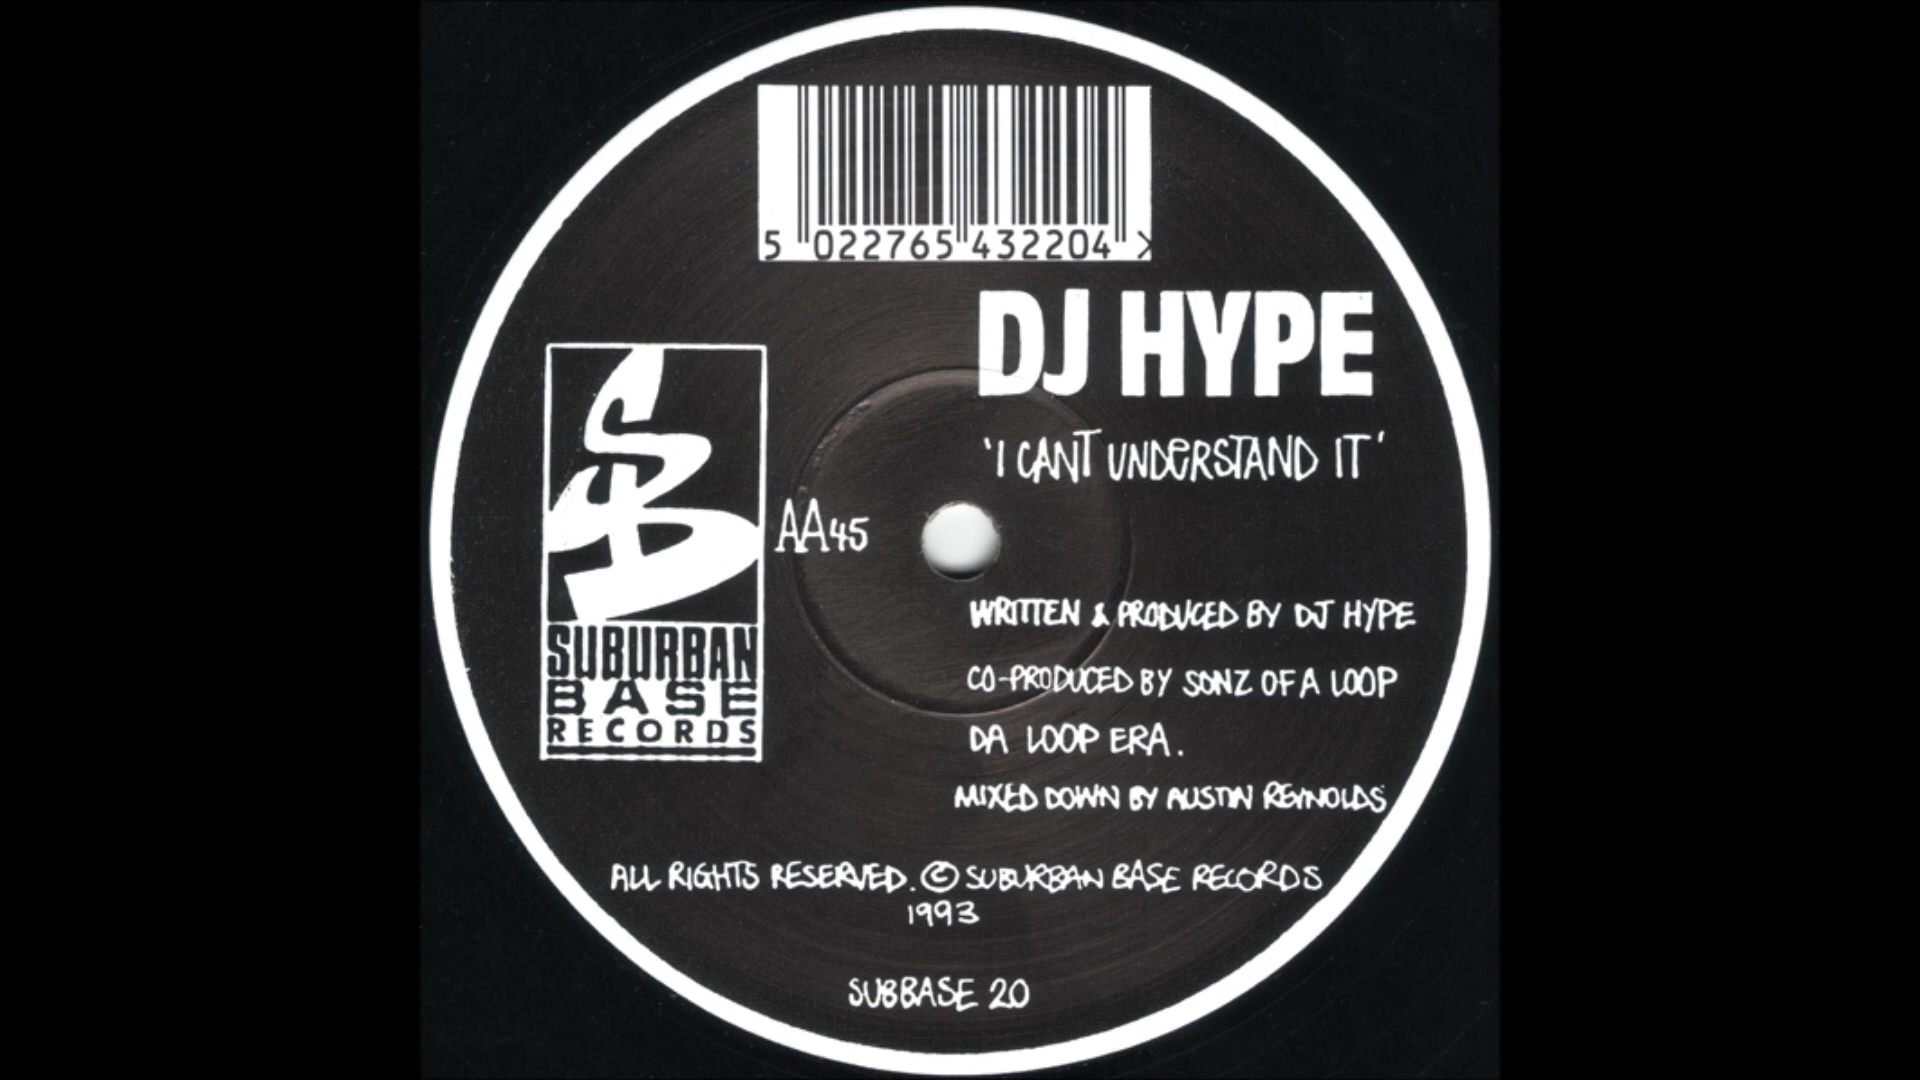 5 022765 432204 >
DJ HYPE
'I CANT UNDERSTAND IT'
SUBURBAN
BASE
RECORDS
AA45
WRITTEN & PRODUCED BY DJ HYPE
CO-PRODUCED BY SONZ OF A LOOP
DA LOOP ERA.
MIXED DOWN BY AUSTIN REYNOLDS
ALL RIGHTS RESERVED. © SUBURBAN BASE RECORDS
1993
SUBBASE 20